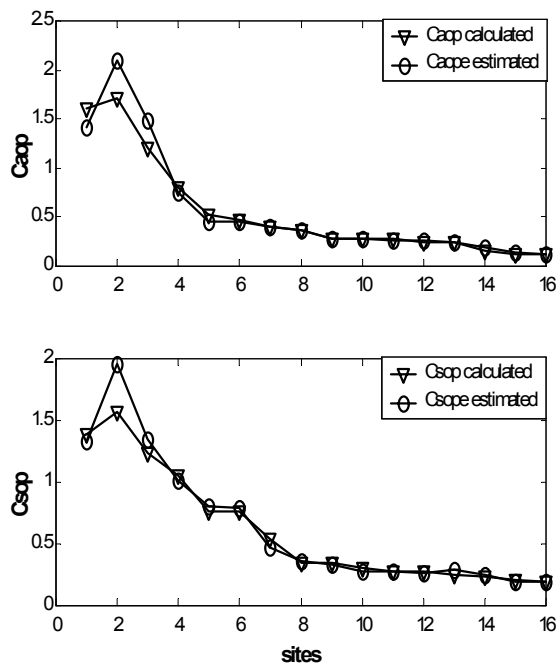 25
2
1.5
1
0.5
0
Caop
Caop calculated
Caope estimated
0 2 4 6 8 10 12 14 16
2
1.5
1
0.5
0
Csop
Csop calculated
Csope estimated
0 2 4 6 8 10 12 14 16
sites